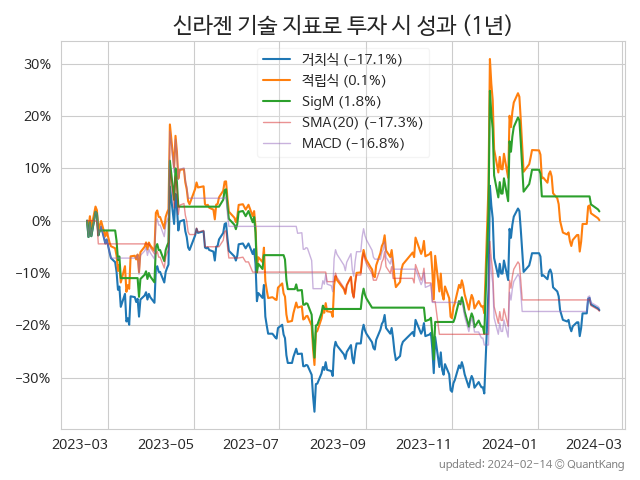 신라젠 기술 지표로 투자 시 성과 (1년)
거치식 (−17.1%)
적립식 (0.1%)
SigM (1.8%)
SMA(20) (−17.3%)
MACD (−16.8%)
30%
20%
10%
0%
−10%
−20%
−30%
2023−03 2023−05 2023−07 2023−09 2023−11 2024−01 2024−03
updated: 2024−02−14 © QuantKang